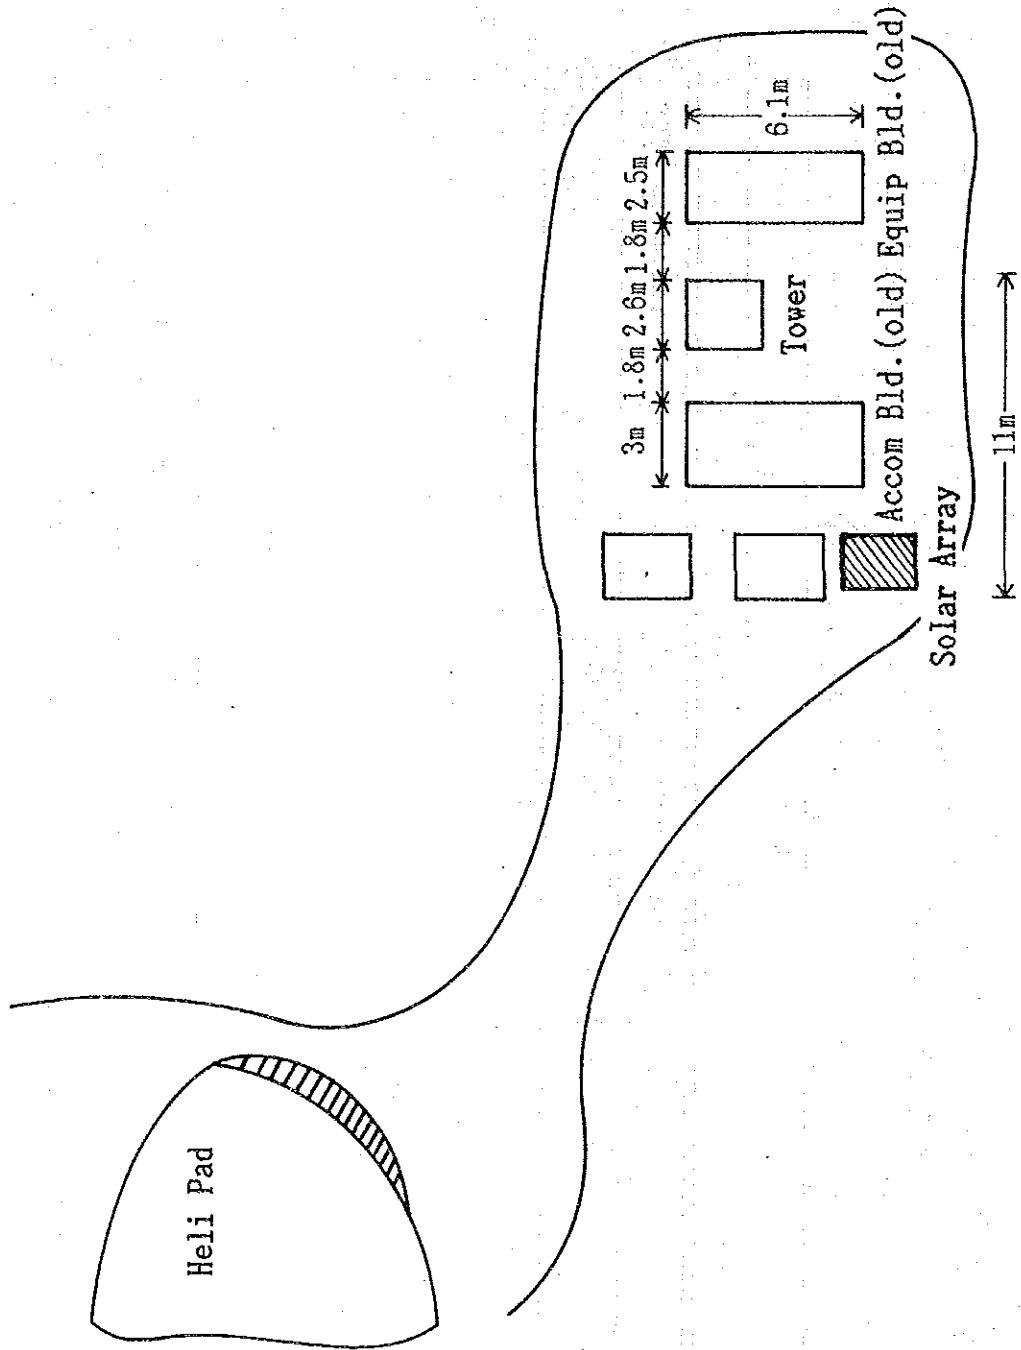 Heli Pad
3m
1.8m
2.6m
1.8m
2.5m
6.1m
Tower
Accom Bld.(old)
Equip Bld.(old)
Solar Array
11m